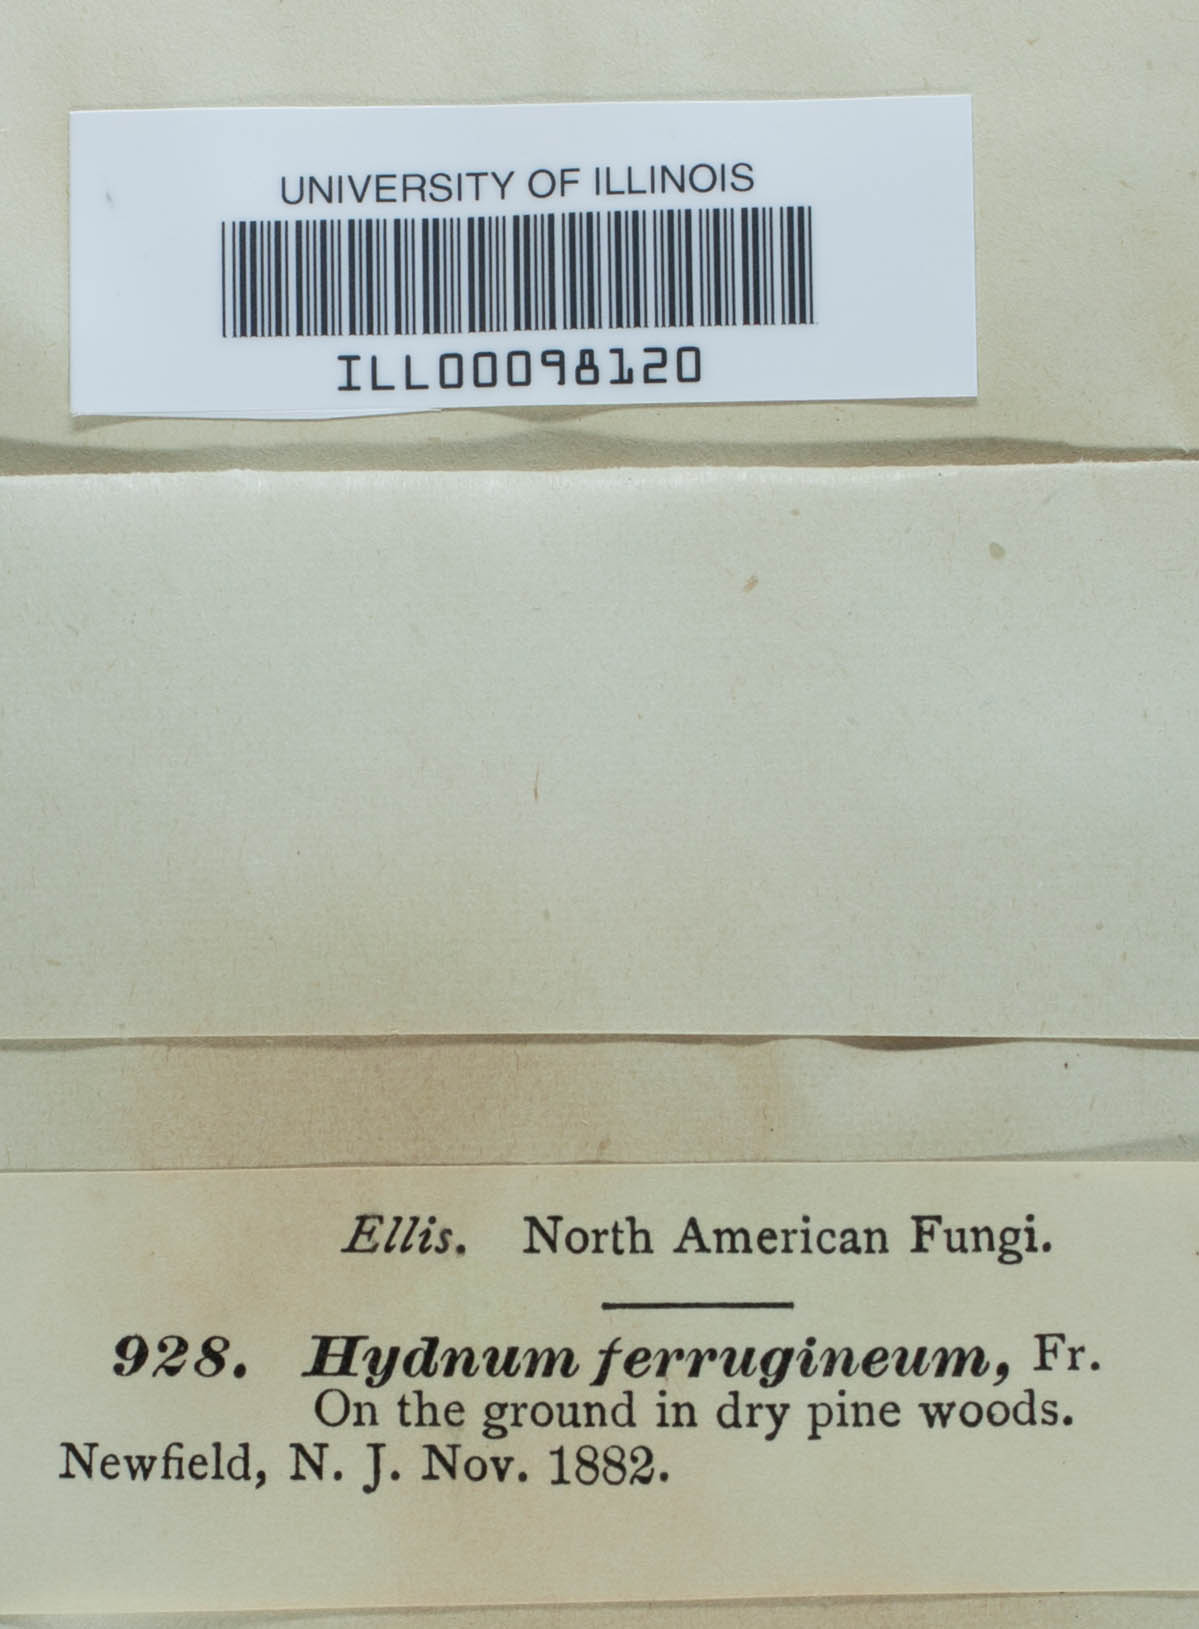 UNIVERSITY OF ILLINOIS
ILL00098120
Ellis. North American Fungi.
928. Hydnum ferrugineum, Fr.
On the ground in dry pine woods.
Newfield, N. J. Nov. 1882.